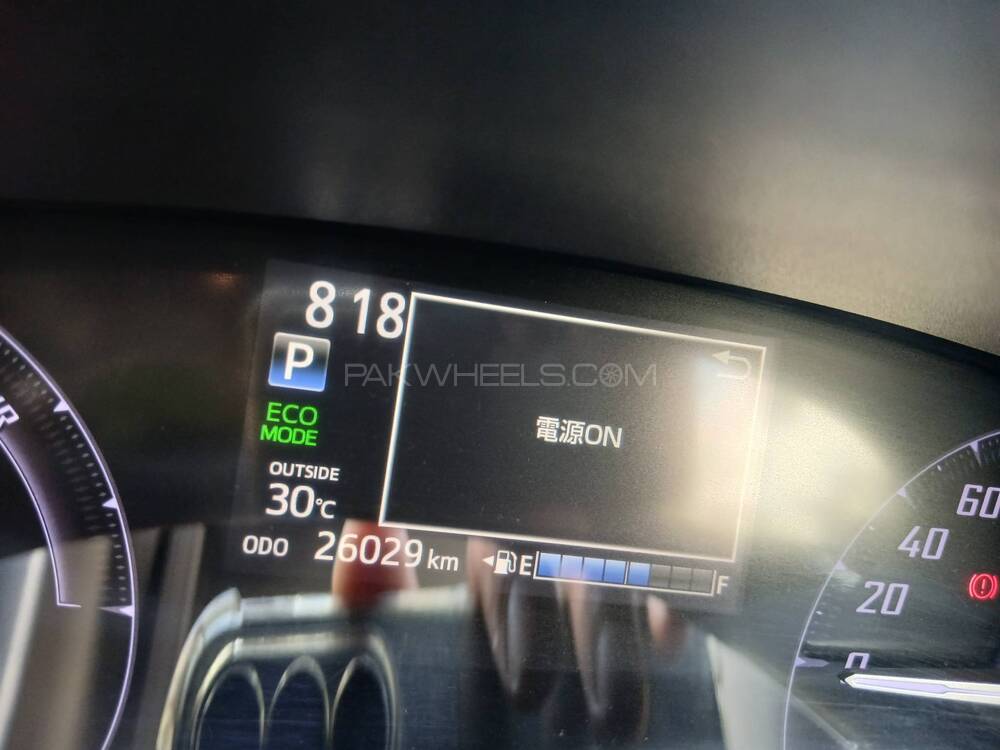 8 18
P
PAKWHEELS.COM
ECO
MODE
電源ON
OUTSIDE
30°C
ODO 26029 km
E F
60
40
20
0